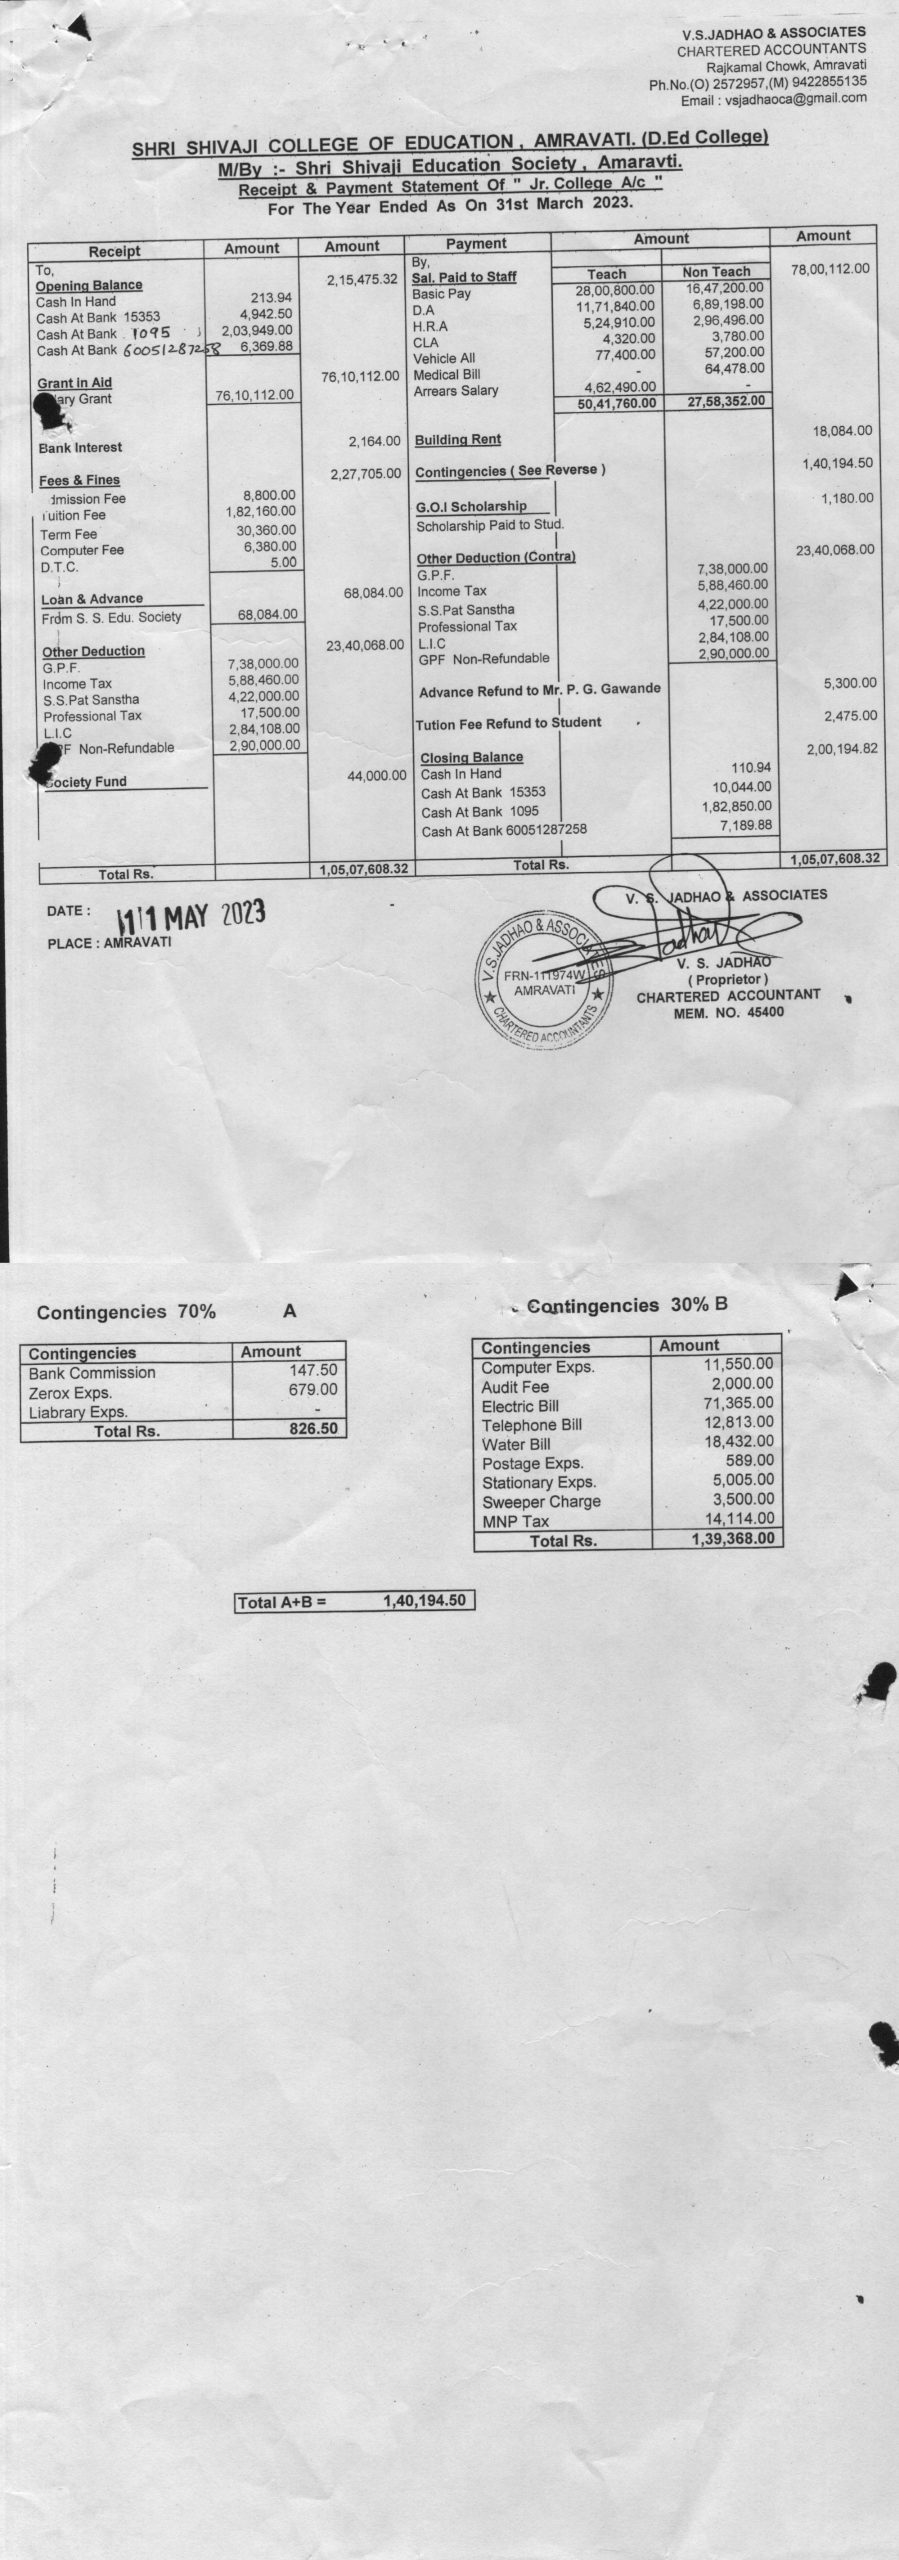 V.S.JADHAO & ASSOCIATES
CHARTERED ACCOUNTANTS
Rajkamal Chowk, Amravati
Ph.No.(O) 2572957,(M) 9422855135
Email : vsjadhaoca@gmail.com
SHRI SHIVAJI COLLEGE OF EDUCATION, AMRAVATI. (D.Ed College)
M/By :- Shri Shivaji Education Society, Amaravti.
Receipt & Payment Statement Of " Jr. College A/c "
For The Year Ended As On 31st March 2023.
Receipt Amount Amount Payment Amount Amount
To, By,
Opening Balance 2,15,475.32 Sal. Paid to Staff Teach Non Teach 78,00,112.00
Cash In Hand 213.94 Basic Pay 28,00,800.00 16,47,200.00
Cash At Bank 15353 4,942.50 D.A 11,71,840.00 6,89,198.00
Cash At Bank 1095 2,03,949.00 H.R.A 5,24,910.00 2,96,496.00
Cash At Bank 60051287258 6,369.88 CLA 4,320.00 3,780.00
Vehicle All 77,400.00 57,200.00
Grant in Aid 76,10,112.00 Medical Bill - 64,478.00
lary Grant 76,10,112.00 Arrears Salary 4,62,490.00 -
50,41,760.00 27,58,352.00
Bank Interest 2,164.00 Building Rent 18,084.00
Fees & Fines 2,27,705.00 Contingencies ( See Reverse ) 1,40,194.50
mission Fee 8,800.00
uition Fee 1,82,160.00 G.O.I Scholarship 1,180.00
Term Fee 30,360.00 Scholarship Paid to Stud.
Computer Fee 6,380.00
D.T.C. 5.00 Other Deduction (Contra) 23,40,068.00
G.P.F. 7,38,000.00
Loan & Advance 68,084.00 Income Tax 5,88,460.00
From S. S. Edu. Society 68,084.00 S.S.Pat Sanstha 4,22,000.00
Professional Tax 17,500.00
Other Deduction 23,40,068.00 L.I.C 2,84,108.00
G.P.F. 7,38,000.00 GPF Non-Refundable 2,90,000.00
Income Tax 5,88,460.00
S.S.Pat Sanstha 4,22,000.00 Advance Refund to Mr. P. G. Gawande 5,300.00
Professional Tax 17,500.00
L.I.C 2,84,108.00 Tution Fee Refund to Student 2,475.00
PF Non-Refundable 2,90,000.00
Closing Balance 2,00,194.82
Society Fund 44,000.00 Cash In Hand 110.94
Cash At Bank 15353 10,044.00
Cash At Bank 1095 1,82,850.00
Cash At Bank 60051287258 7,189.88
Total Rs. 1,05,07,608.32 Total Rs. 1,05,07,608.32
DATE : 11 MAY 2023
PLACE : AMRAVATI
V. S. JADHAO & ASSOCIATES
V.S.JADHAO & ASSOCIATES
FRN-111974W
AMRAVATI
CHARTERED ACCOUNTANTS
Jadhao
V. S. JADHAO
( Proprietor )
CHARTERED ACCOUNTANT
MEM. NO. 45400
Contingencies 70% A
Contingencies Amount
Bank Commission 147.50
Zerox Exps. 679.00
Liabrary Exps. -
Total Rs. 826.50
Contingencies 30% B
Contingencies Amount
Computer Exps. 11,550.00
Audit Fee 2,000.00
Electric Bill 71,365.00
Telephone Bill 12,813.00
Water Bill 18,432.00
Postage Exps. 589.00
Stationary Exps. 5,005.00
Sweeper Charge 3,500.00
MNP Tax 14,114.00
Total Rs. 1,39,368.00
Total A+B = 1,40,194.50